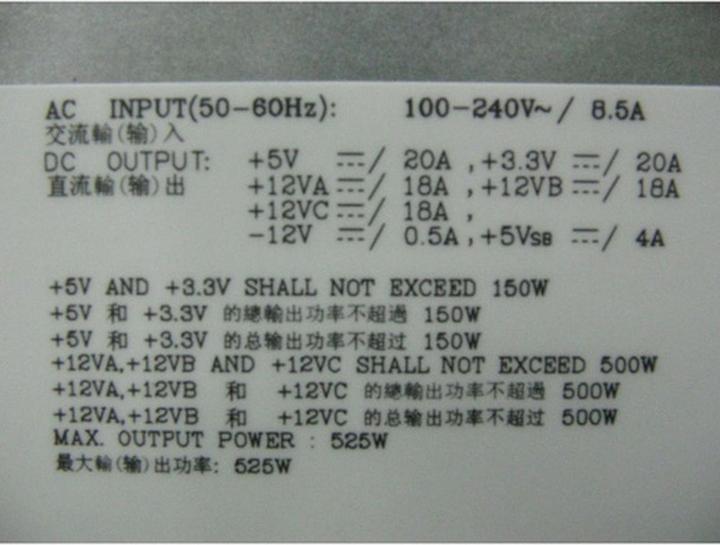 AC INPUT(50-60Hz): 100-240V~/ 8.5A
交流輸(输)入
DC OUTPUT: +5V ⎓/ 20A ,+3.3V ⎓/ 20A
直流輸(输)出 +12VA ⎓/ 18A ,+12VB ⎓/ 18A
+12VC ⎓/ 18A ,
-12V ⎓/ 0.5A ,+5VSB ⎓/ 4A
+5V AND +3.3V SHALL NOT EXCEED 150W
+5V 和 +3.3V 的總輸出功率不超過 150W
+5V 和 +3.3V 的总输出功率不超过 150W
+12VA,+12VB AND +12VC SHALL NOT EXCEED 500W
+12VA,+12VB 和 +12VC 的總輸出功率不超過 500W
+12VA,+12VB 和 +12VC 的总输出功率不超过 500W
MAX. OUTPUT POWER : 525W
最大輸(输)出功率: 525W